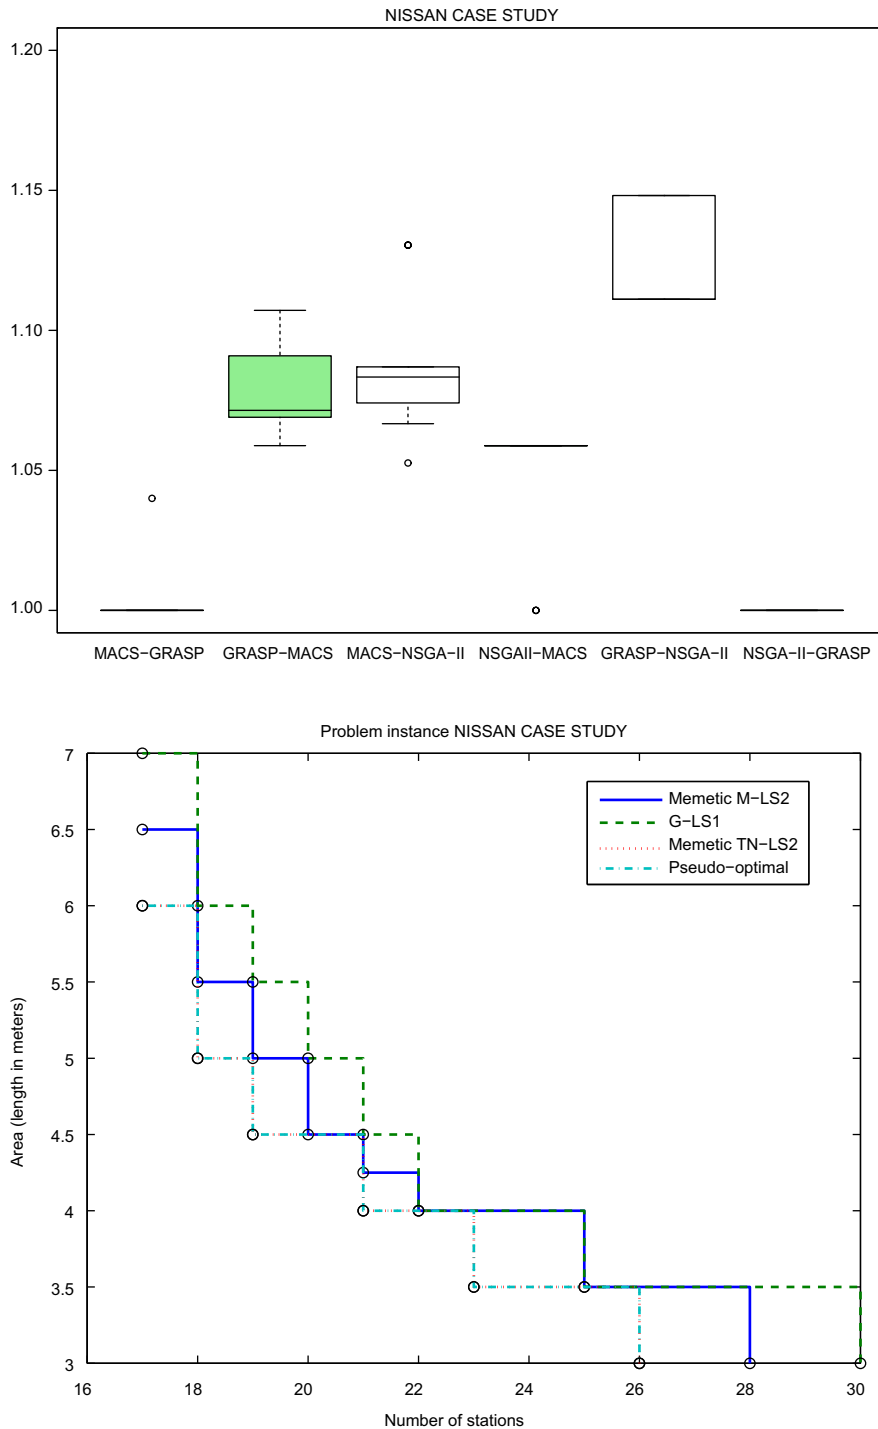 NISSAN CASE STUDY
1.20
1.15
1.10
1.05
1.00
MACS-GRASP GRASP-MACS MACS-NSGA-II NSGAII-MACS GRASP-NSGA-II NSGA-II-GRASP
Problem instance NISSAN CASE STUDY
7
6.5
6
5.5
5
4.5
4
3.5
3
Area (length in meters)
Memetic M-LS2
G-LS1
Memetic TN-LS2
Pseudo-optimal
16 18 20 22 24 26 28 30
Number of stations